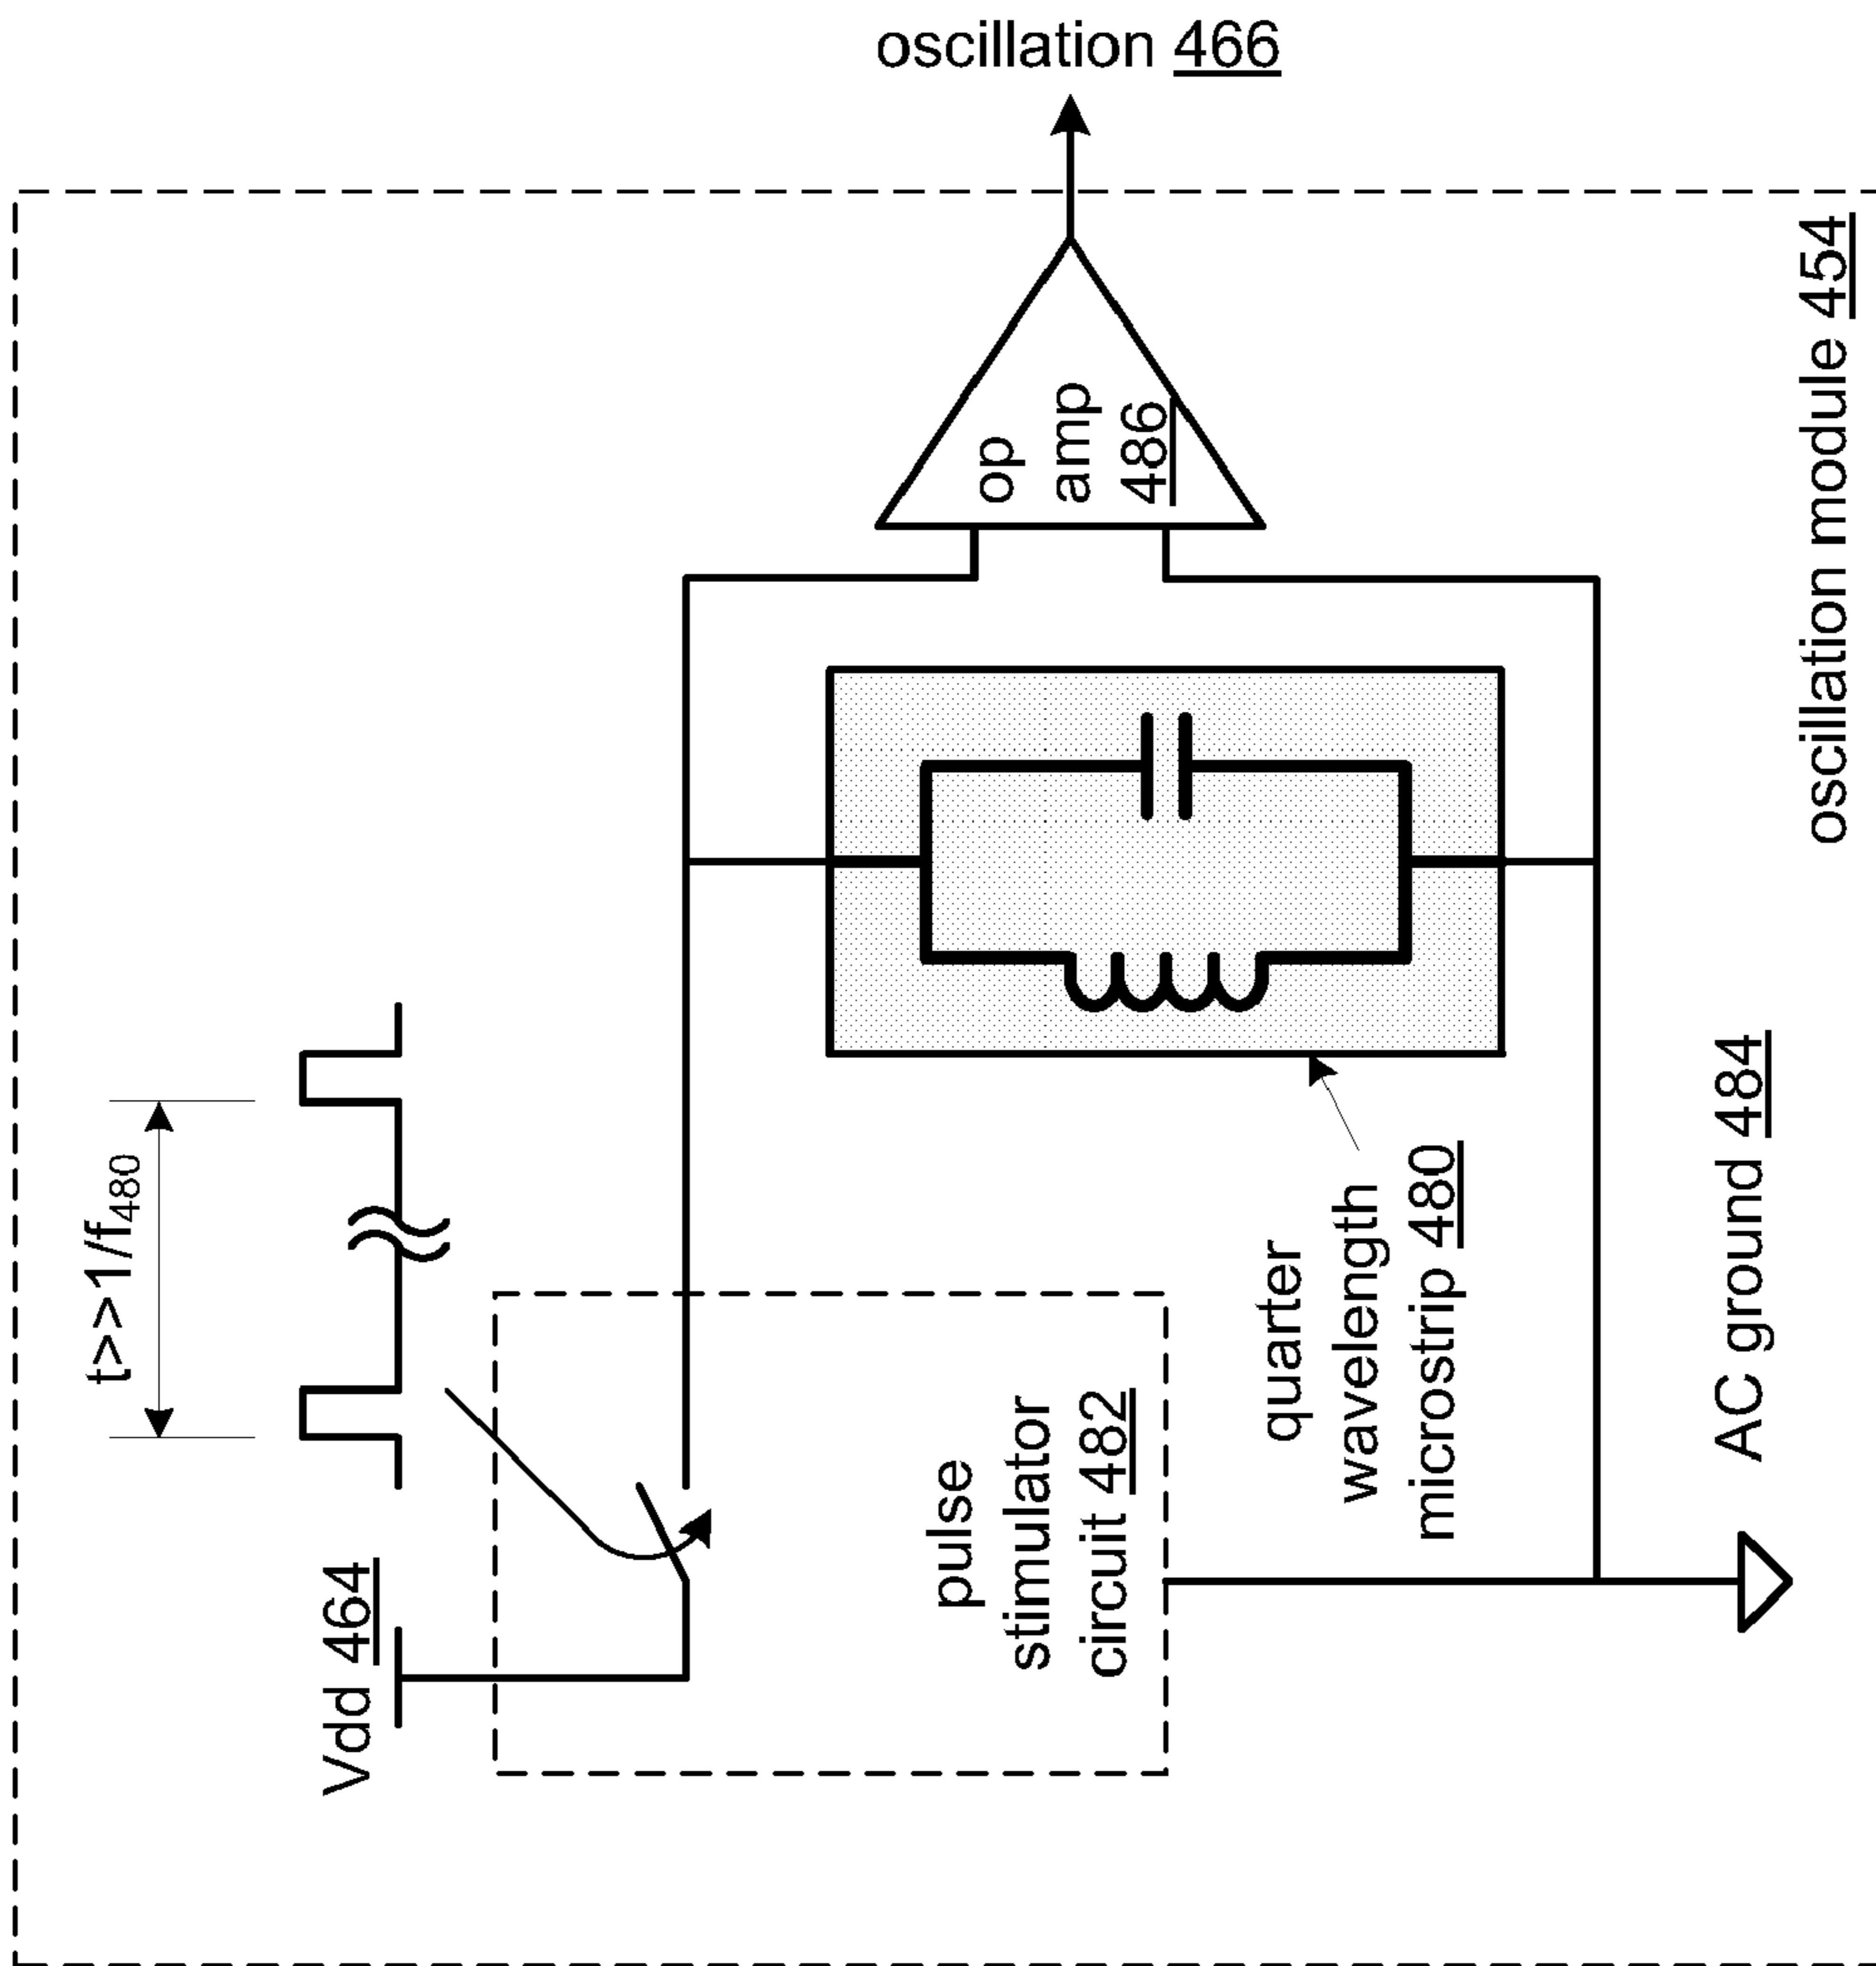 oscillation 466
t>>1/f480
Vdd 464
op
amp
486
pulse
stimulator
circuit 482
quarter
wavelength
microstrip 480
AC ground 484
oscillation module 454